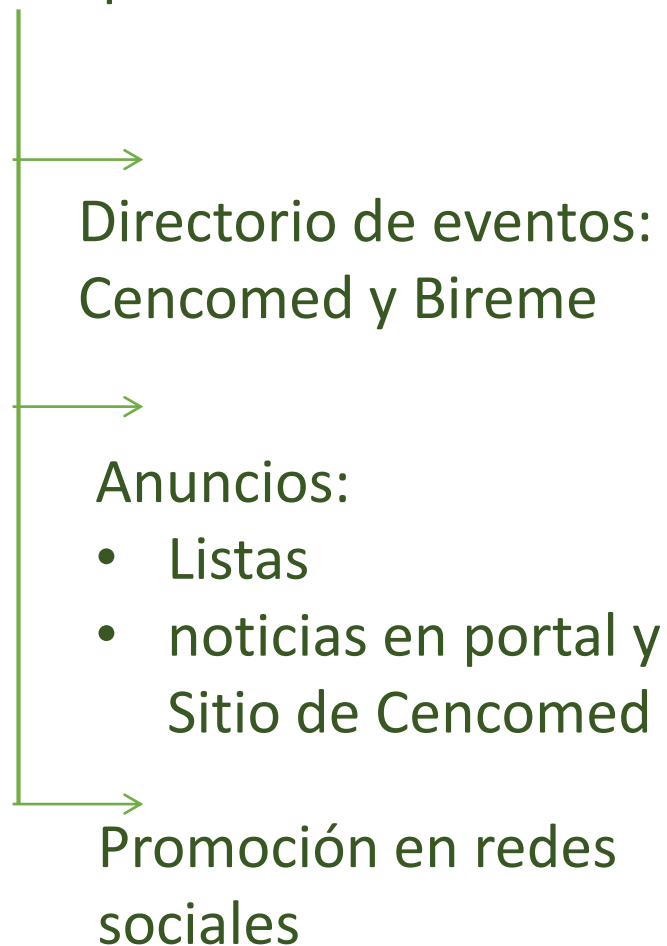 Directorio de eventos:
Cencomed y Bireme
Anuncios:
• Listas
• noticias en portal y
Sitio de Cencomed
Promoción en redes
sociales